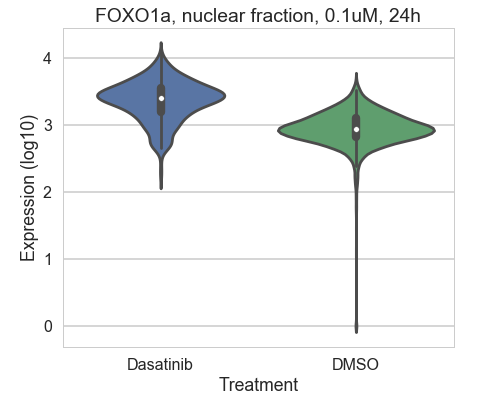 FOXO1a, nuclear fraction, 0.1uM, 24h
Expression (log10)
4
3
2
1
0
Dasatinib
DMSO
Treatment